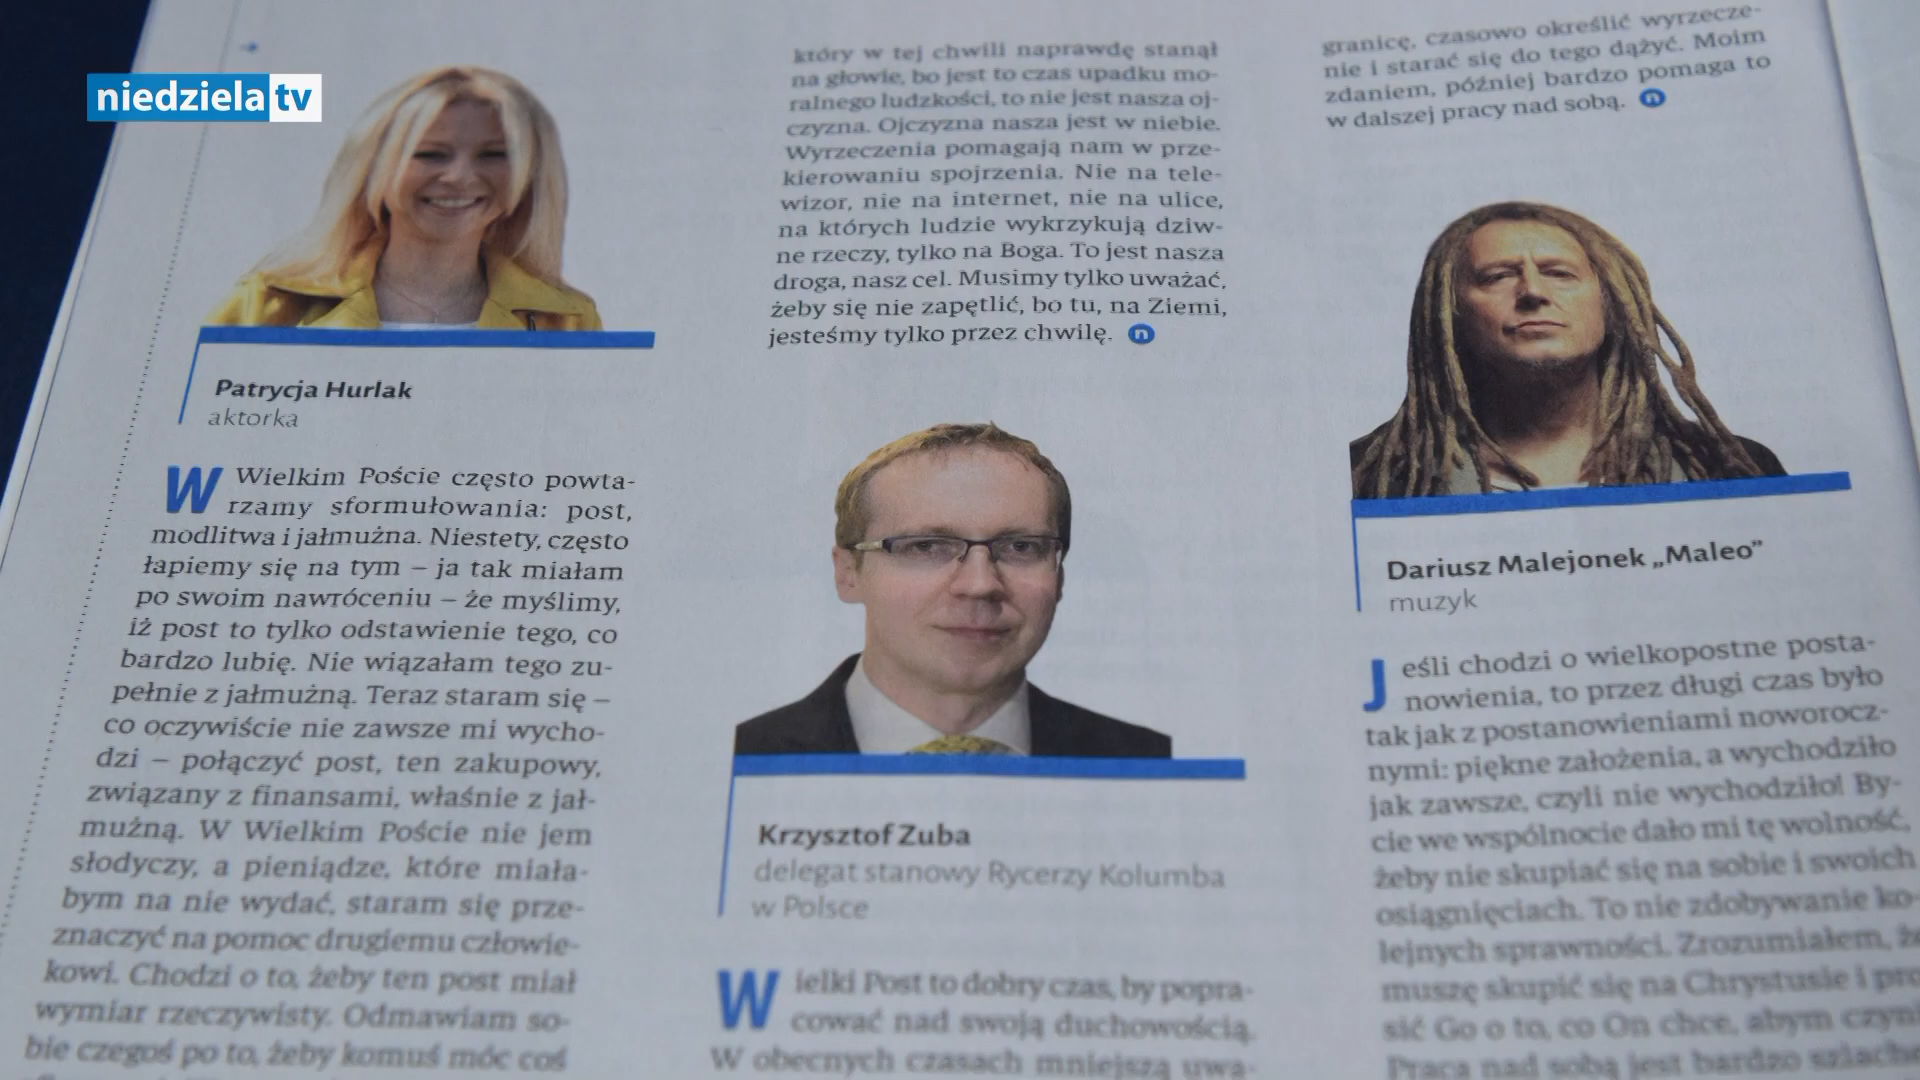 niedziela tv
Patrycja Hurlak
aktorka
W Wielkim Poście często powta-
rzamy sformułowania: post,
modlitwa i jałmużna. Niestety, często
łapiemy się na tym – ja tak miałam
po swoim nawróceniu – że myślimy,
iż post to tylko odstawienie tego, co
bardzo lubię. Nie wiązałam tego zu-
pełnie z jałmużną. Teraz staram się –
co oczywiście nie zawsze mi wycho-
dzi – połączyć post, ten zakupowy,
związany z finansami, właśnie z jał-
mużną. W Wielkim Poście nie jem
słodyczy, a pieniądze, które miała-
bym na nie wydać, staram się prze-
znaczyć na pomoc drugiemu człowie-
kowi. Chodzi o to, żeby ten post miał
wymiar rzeczywisty. Odmawiam so-
bie czegoś po to, żeby komuś móc coś
który w tej chwili naprawdę stanął
na głowie, bo jest to czas upadku mo-
ralnego ludzkości, to nie jest nasza oj-
czyzna. Ojczyzna nasza jest w niebie.
Wyrzeczenia pomagają nam w prze-
kierowaniu spojrzenia. Nie na tele-
wizor, nie na internet, nie na ulice,
na których ludzie wykrzykują dziw-
ne rzeczy, tylko na Boga. To jest nasza
droga, nasz cel. Musimy tylko uważać,
żeby się nie zapętlić, bo tu, na Ziemi,
jesteśmy tylko przez chwilę. n
Krzysztof Zuba
delegat stanowy Rycerzy Kolumba
w Polsce
Wielki Post to dobry czas, by popra-
cować nad swoją duchowością.
W obecnych czasach mniejszą uwa-
granicę, czasowo określić wyrzecze-
nie i starać się do tego dążyć. Moim
zdaniem, później bardzo pomaga to
w dalszej pracy nad sobą. n
Dariusz Malejonek „Maleo”
muzyk
Jeśli chodzi o wielkopostne posta-
nowienia, to przez długi czas było
tak jak z postanowieniami noworocz-
nymi: piękne założenia, a wychodziło
jak zawsze, czyli nie wychodziło! By-
cie we wspólnocie dało mi tę wolność,
żeby nie skupiać się na sobie i swoich
osiągnięciach. To nie zdobywanie ko-
lejnych sprawności. Zrozumiałem, że
muszę skupić się na Chrystusie i pro
sić Go o to, co On chce, abym czyni
Praca nad sobą jest bardzo szlache